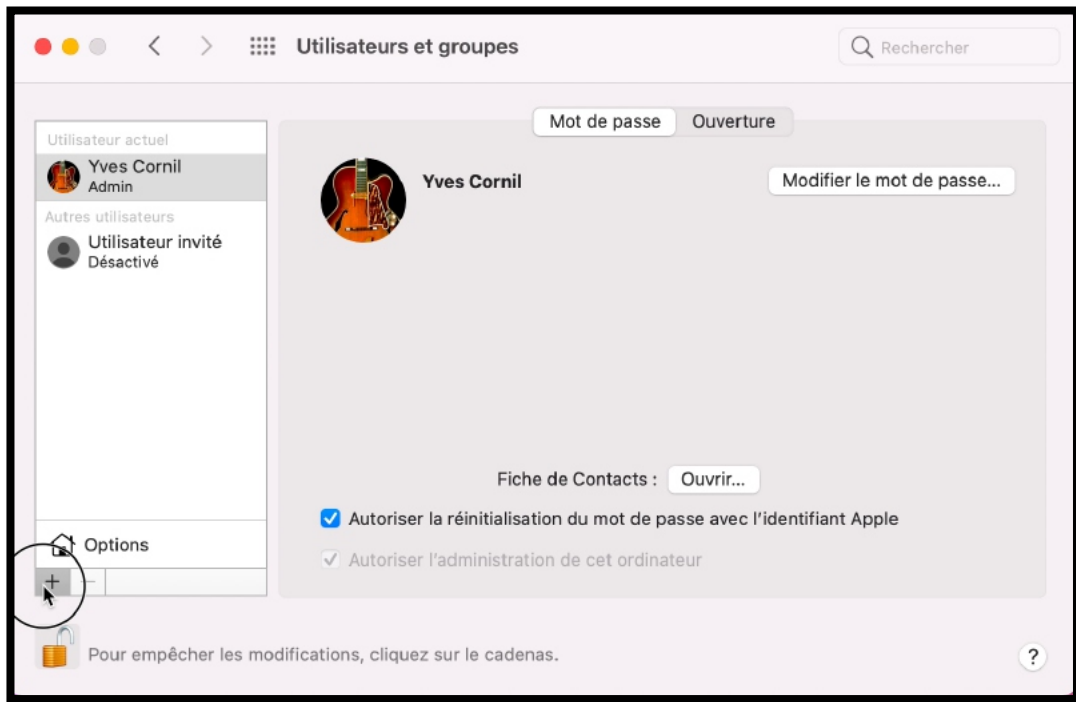 Utilisateurs et groupes
Rechercher
Mot de passe
Ouverture
Utilisateur actuel
Yves Cornil
Admin
Autres utilisateurs
Utilisateur invité
Désactivé
Options
Yves Cornil
Modifier le mot de passe...
Fiche de Contacts :
Ouvrir...
Autoriser la réinitialisation du mot de passe avec l'identifiant Apple
Autoriser l'administration de cet ordinateur
Pour empêcher les modifications, cliquez sur le cadenas.
?